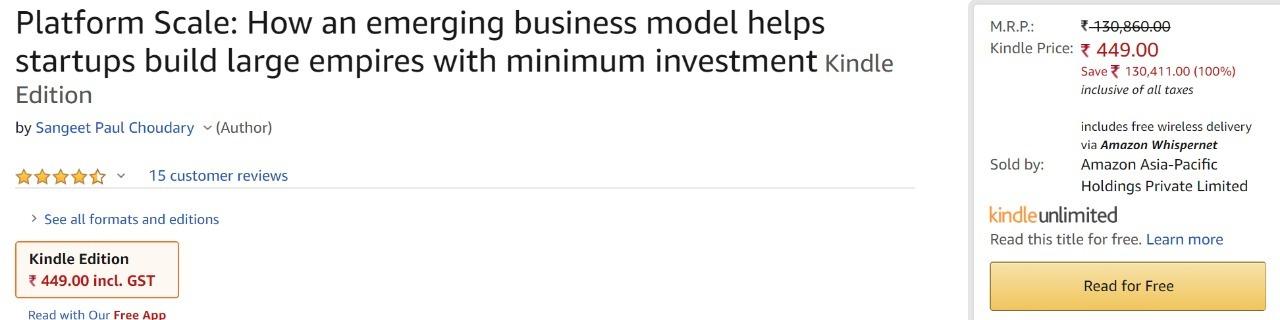 Platform Scale: How an emerging business model helps
startups build large empires with minimum investment Kindle
Edition
by Sangeet Paul Choudary (Author)
15 customer reviews
See all formats and editions
Kindle Edition
₹ 449.00 incl. GST
Read with Our Free App
M.R.P.: ₹ 130,860.00
Kindle Price: ₹ 449.00
Save ₹ 130,411.00 (100%)
inclusive of all taxes
includes free wireless delivery
via Amazon Whispernet
Sold by: Amazon Asia-Pacific
Holdings Private Limited
kindleunlimited
Read this title for free. Learn more
Read for Free